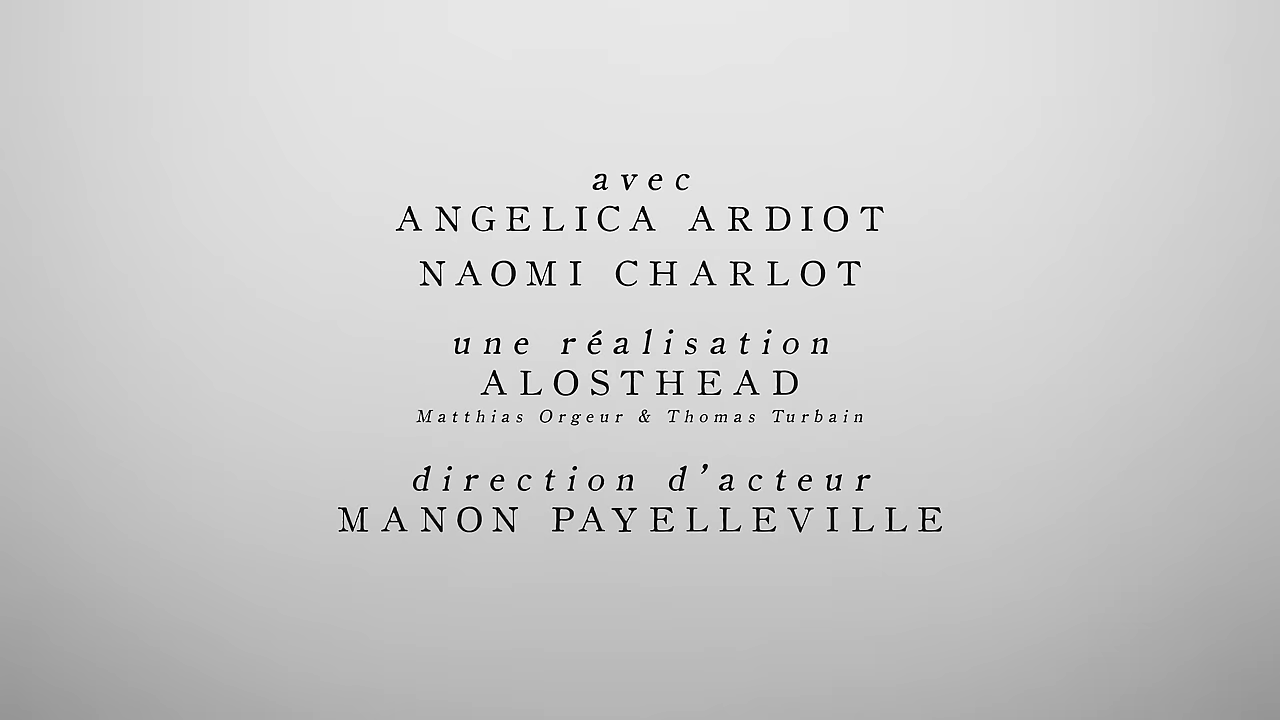 avec
ANGELICA ARDIOT
NAOMI CHARLOT
une réalisation
ALOSTHEAD
Matthias Orgeur & Thomas Turbain
direction d’acteur
MANON PAYELLEVILLE